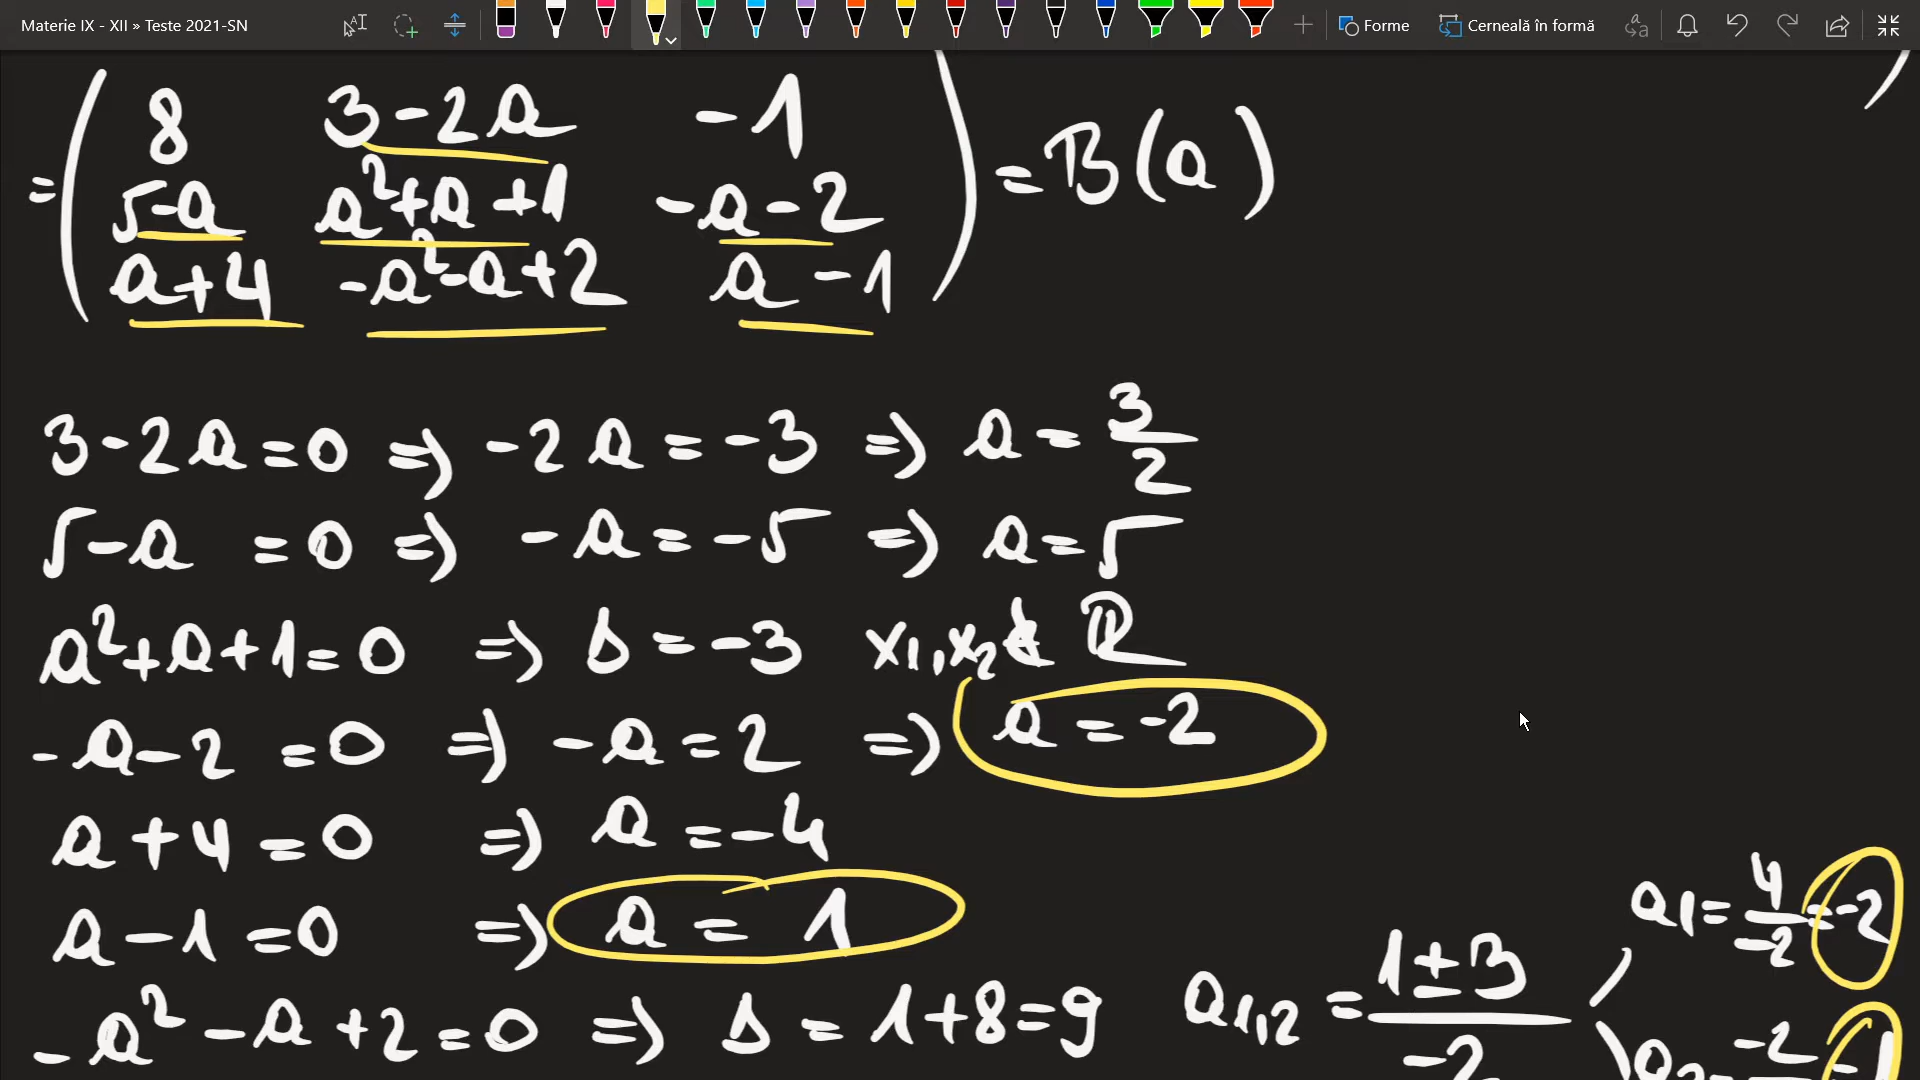 Materie IX - XII » Teste 2021-SN
Forme
Cerneală în formă
8 3-2a -1
= 5-a a²+a+1 -a-2 = B(a)
a+4 -a²-a+2 a-1
3-2a=0 => -2a=-3 => a=3/2
5-a=0 => -a=-5 => a=5
a²+a+1=0 => Δ=-3 x₁,x₂∉ℝ
-a-2=0 => -a=2 => a=-2
a+4=0 => a=-4
a-1=0 => a=1
a₁=4/-2=-2
-a²-a+2=0 => Δ=1+8=9 a₁,₂=1±3/-2